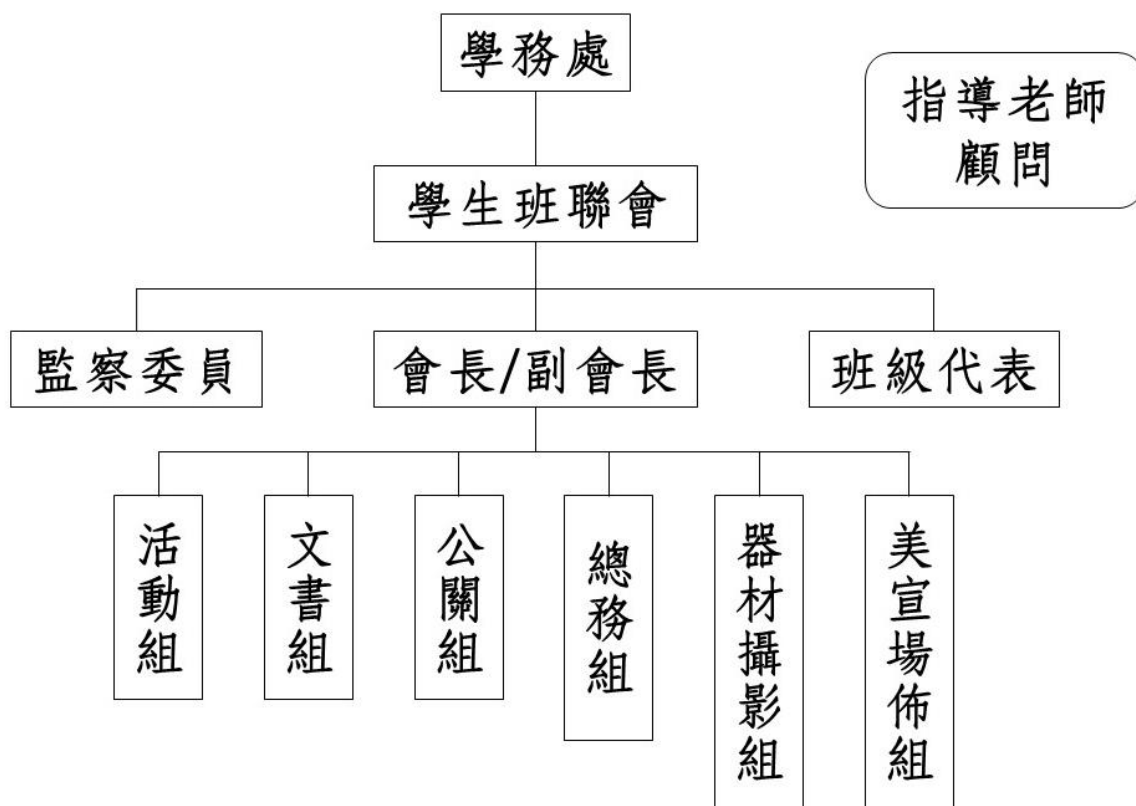 學務處
指導老師
顧問
學生班聯會
監察委員
會長/副會長
班級代表
活動組
文書組
公關組
總務組
器材攝影組
美宣場佈組